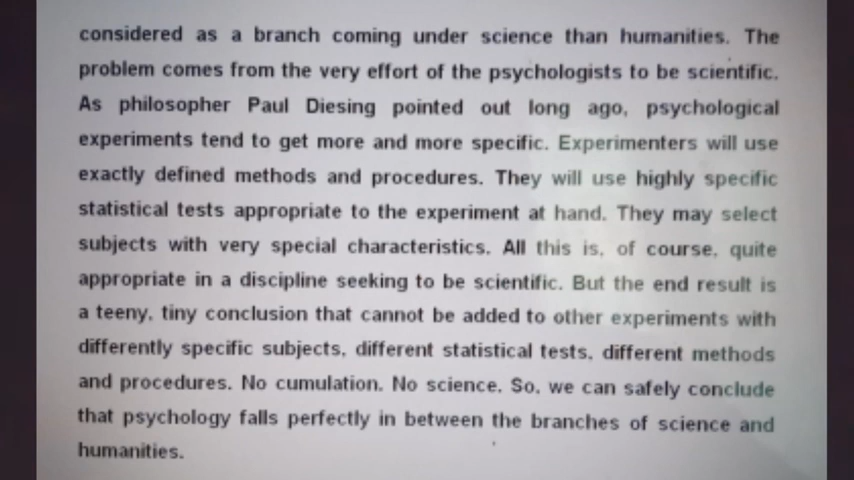 considered as a branch coming under science than humanities. The
problem comes from the very effort of the psychologists to be scientific.
As philosopher Paul Diesing pointed out long ago, psychological
experiments tend to get more and more specific. Experimenters will use
exactly defined methods and procedures. They will use highly specific
statistical tests appropriate to the experiment at hand. They may select
subjects with very special characteristics. All this is, of course, quite
appropriate in a discipline seeking to be scientific. But the end result is
a teeny, tiny conclusion that cannot be added to other experiments with
differently specific subjects, different statistical tests, different methods
and procedures. No cumulation. No science. So, we can safely conclude
that psychology falls perfectly in between the branches of science and
humanities.